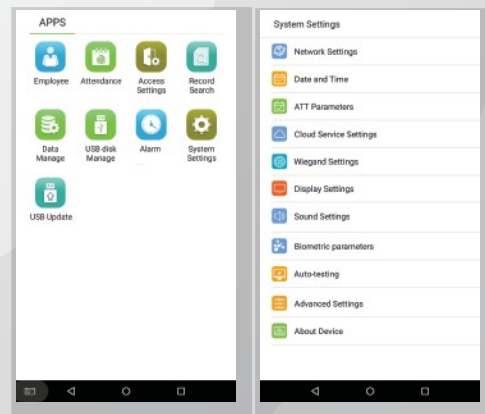 APPS
Employee
Attendance
Access
Settings
Record
Search
Data
Manage
USB disk
Manage
Alarm
System
Settings
USB Update
System Settings
Network Settings
Date and Time
ATT Parameters
Cloud Service Settings
Wiegand Settings
Display Settings
Sound Settings
Biometric parameters
Auto-testing
Advanced Settings
About Device